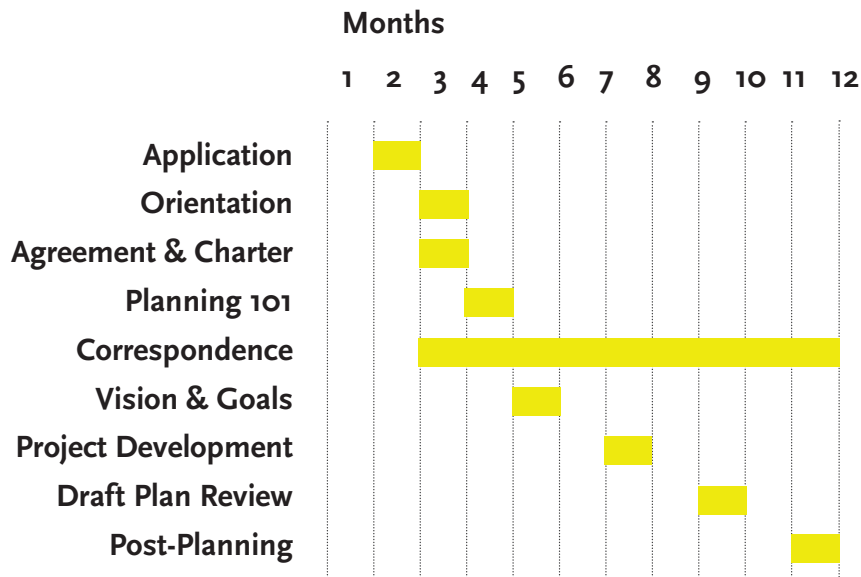 Months
1 2 3 4 5 6 7 8 9 10 11 12
Application
Orientation
Agreement & Charter
Planning 101
Correspondence
Vision & Goals
Project Development
Draft Plan Review
Post-Planning